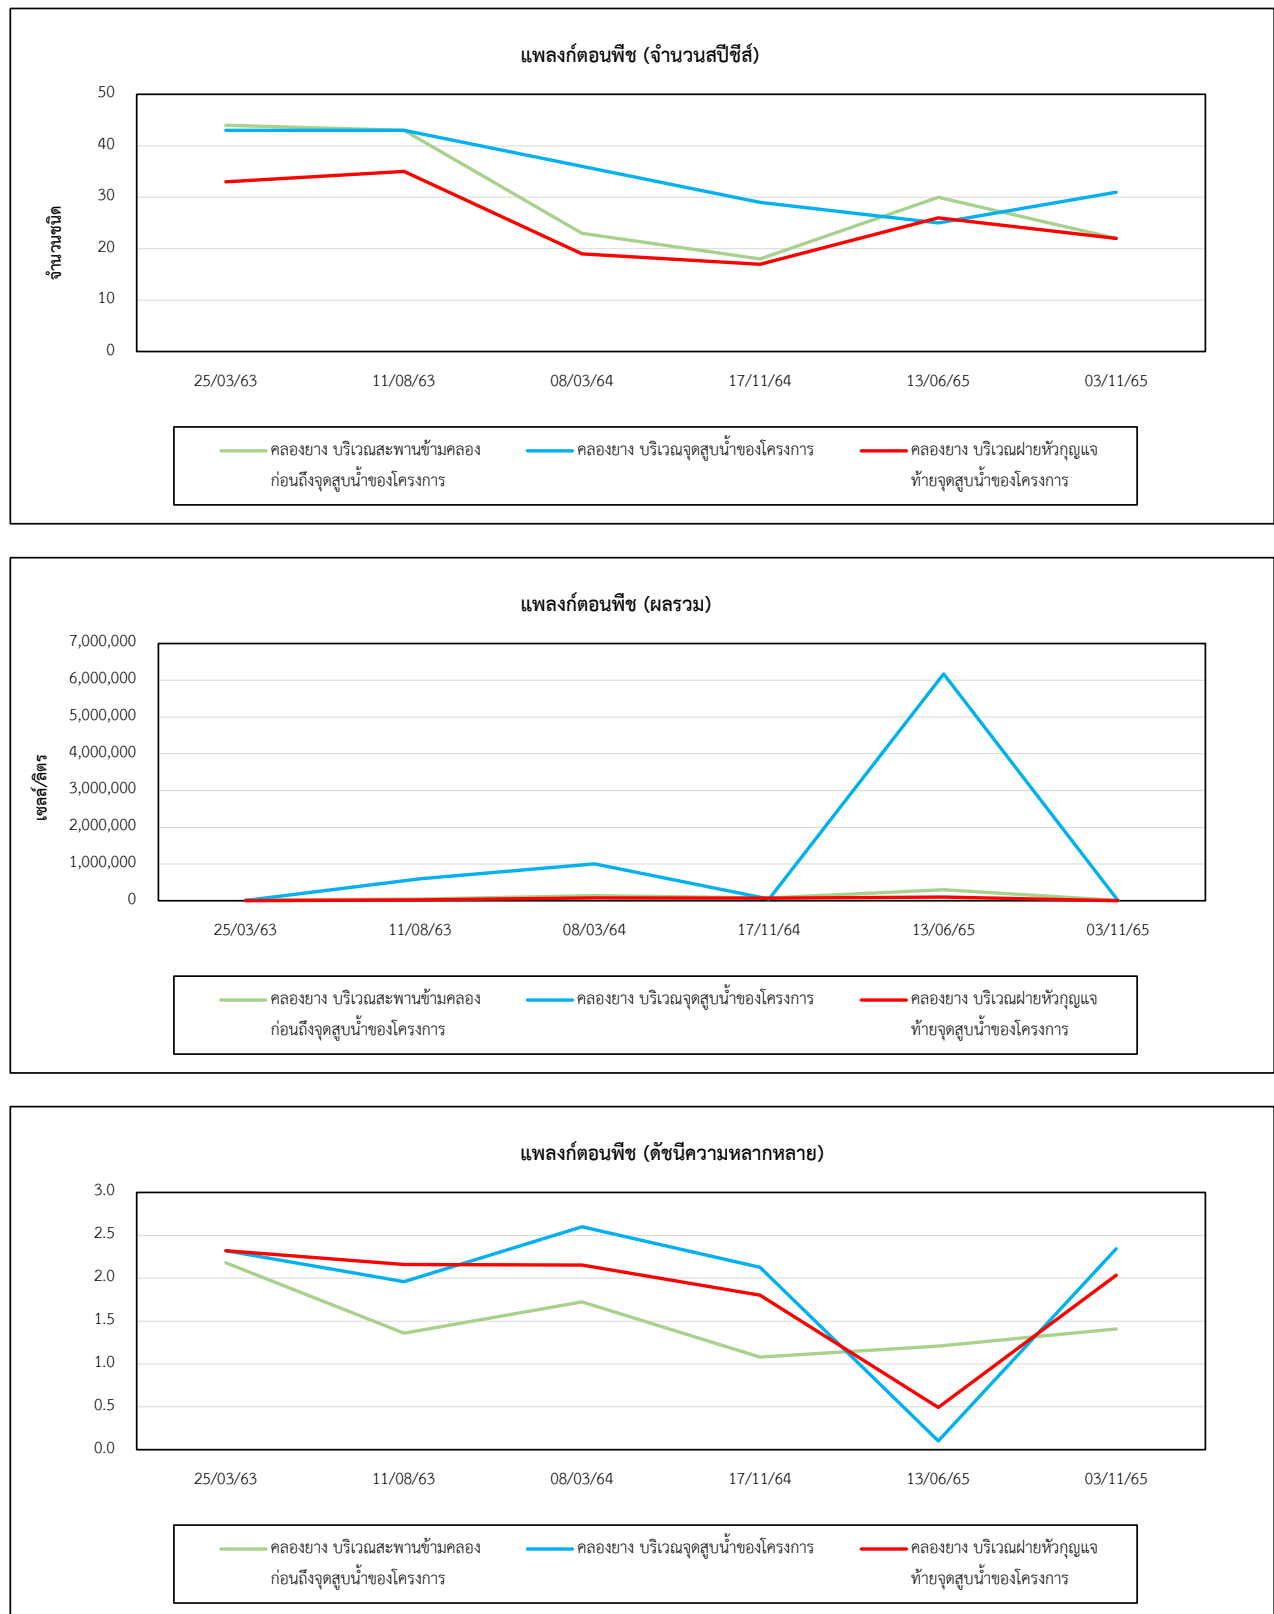 แพลงก์ตอนพืช (จำนวนสปีชีส์)
50
40
30
20
10
0
จำนวนชนิด
25/03/63 11/08/63 08/03/64 17/11/64 13/06/65 03/11/65
คลองยาง บริเวณสะพานข้ามคลอง คลองยาง บริเวณจุดสูบน้ำของโครงการ คลองยาง บริเวณฝายหัวกุญแจ
ก่อนถึงจุดสูบน้ำของโครงการ ท้ายจุดสูบน้ำของโครงการ
แพลงก์ตอนพืช (ผลรวม)
7,000,000
6,000,000
5,000,000
4,000,000
3,000,000
2,000,000
1,000,000
0
เซลล์/ลิตร
25/03/63 11/08/63 08/03/64 17/11/64 13/06/65 03/11/65
คลองยาง บริเวณสะพานข้ามคลอง คลองยาง บริเวณจุดสูบน้ำของโครงการ คลองยาง บริเวณฝายหัวกุญแจ
ก่อนถึงจุดสูบน้ำของโครงการ ท้ายจุดสูบน้ำของโครงการ
แพลงก์ตอนพืช (ดัชนีความหลากหลาย)
3.0
2.5
2.0
1.5
1.0
0.5
0.0
25/03/63 11/08/63 08/03/64 17/11/64 13/06/65 03/11/65
คลองยาง บริเวณสะพานข้ามคลอง คลองยาง บริเวณจุดสูบน้ำของโครงการ คลองยาง บริเวณฝายหัวกุญแจ
ก่อนถึงจุดสูบน้ำของโครงการ ท้ายจุดสูบน้ำของโครงการ